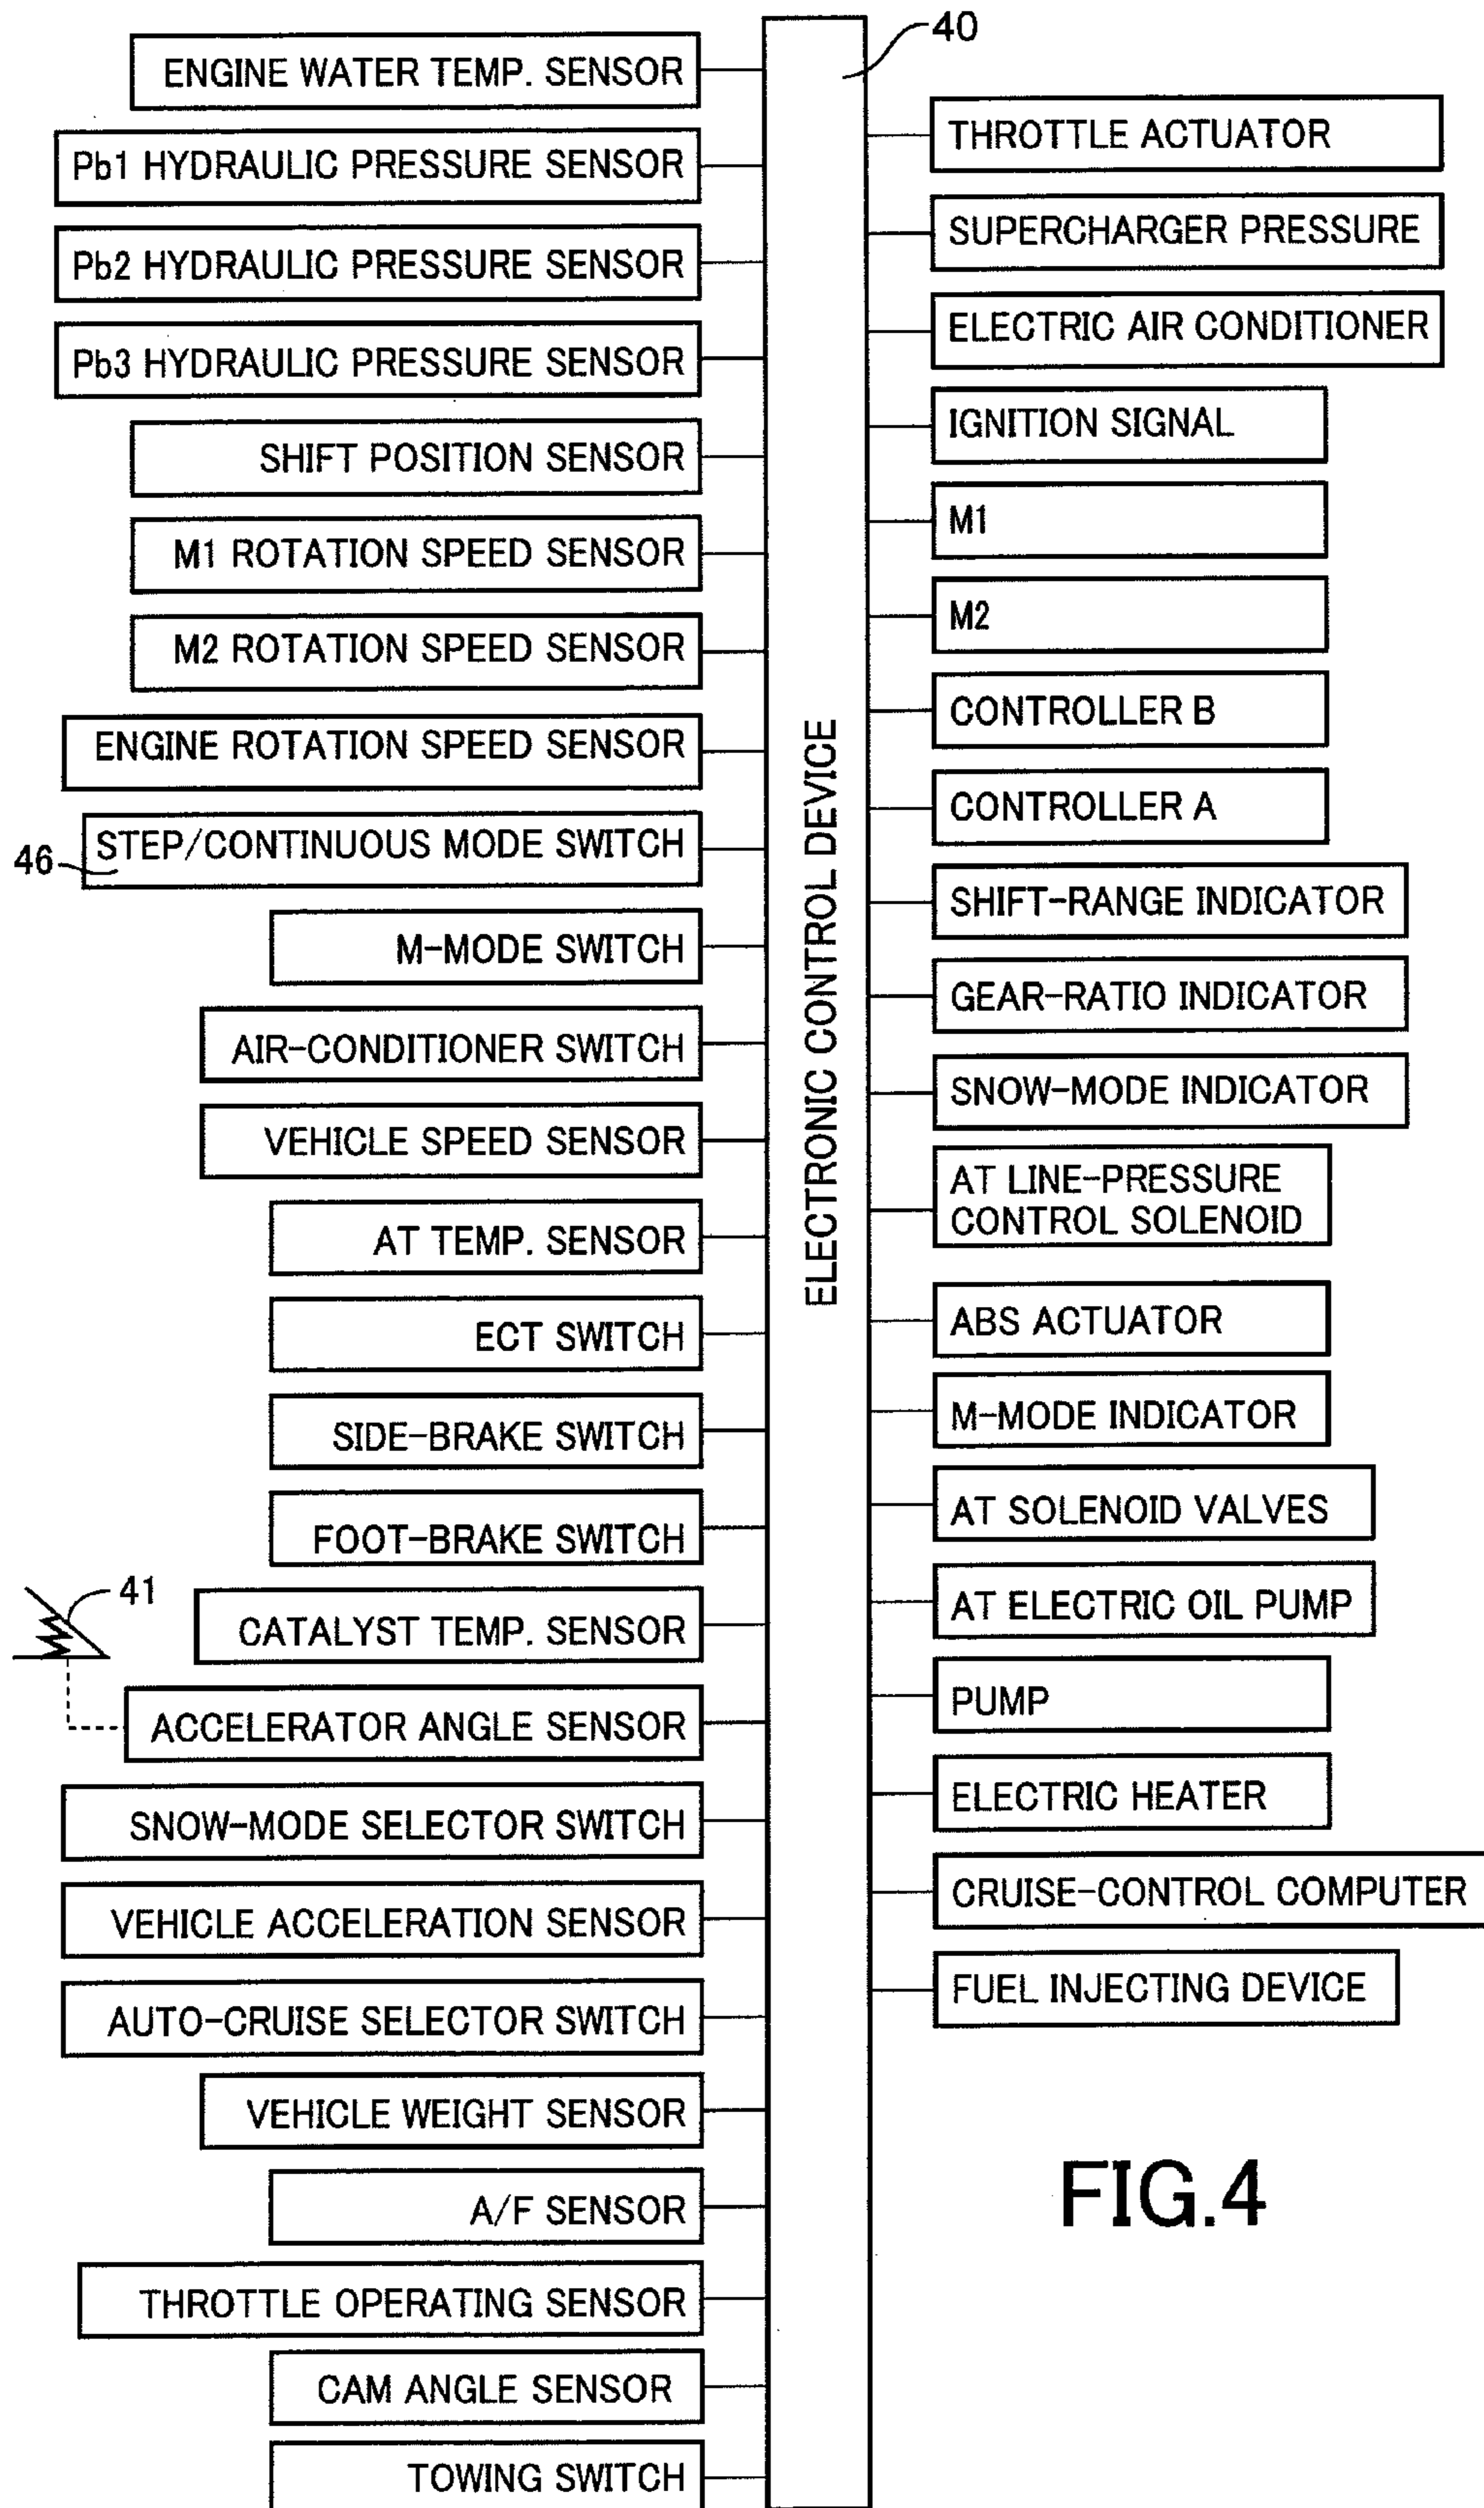 40
ENGINE WATER TEMP. SENSOR
Pb1 HYDRAULIC PRESSURE SENSOR
Pb2 HYDRAULIC PRESSURE SENSOR
Pb3 HYDRAULIC PRESSURE SENSOR
SHIFT POSITION SENSOR
M1 ROTATION SPEED SENSOR
M2 ROTATION SPEED SENSOR
ENGINE ROTATION SPEED SENSOR
46
STEP/CONTINUOUS MODE SWITCH
M-MODE SWITCH
AIR-CONDITIONER SWITCH
VEHICLE SPEED SENSOR
AT TEMP. SENSOR
ECT SWITCH
SIDE-BRAKE SWITCH
FOOT-BRAKE SWITCH
41
CATALYST TEMP. SENSOR
ACCELERATOR ANGLE SENSOR
SNOW-MODE SELECTOR SWITCH
VEHICLE ACCELERATION SENSOR
AUTO-CRUISE SELECTOR SWITCH
VEHICLE WEIGHT SENSOR
A/F SENSOR
THROTTLE OPERATING SENSOR
CAM ANGLE SENSOR
TOWING SWITCH
ELECTRONIC CONTROL DEVICE
THROTTLE ACTUATOR
SUPERCHARGER PRESSURE
ELECTRIC AIR CONDITIONER
IGNITION SIGNAL
M1
M2
CONTROLLER B
CONTROLLER A
SHIFT-RANGE INDICATOR
GEAR-RATIO INDICATOR
SNOW-MODE INDICATOR
AT LINE-PRESSURE
CONTROL SOLENOID
ABS ACTUATOR
M-MODE INDICATOR
AT SOLENOID VALVES
AT ELECTRIC OIL PUMP
PUMP
ELECTRIC HEATER
CRUISE-CONTROL COMPUTER
FUEL INJECTING DEVICE
FIG.4